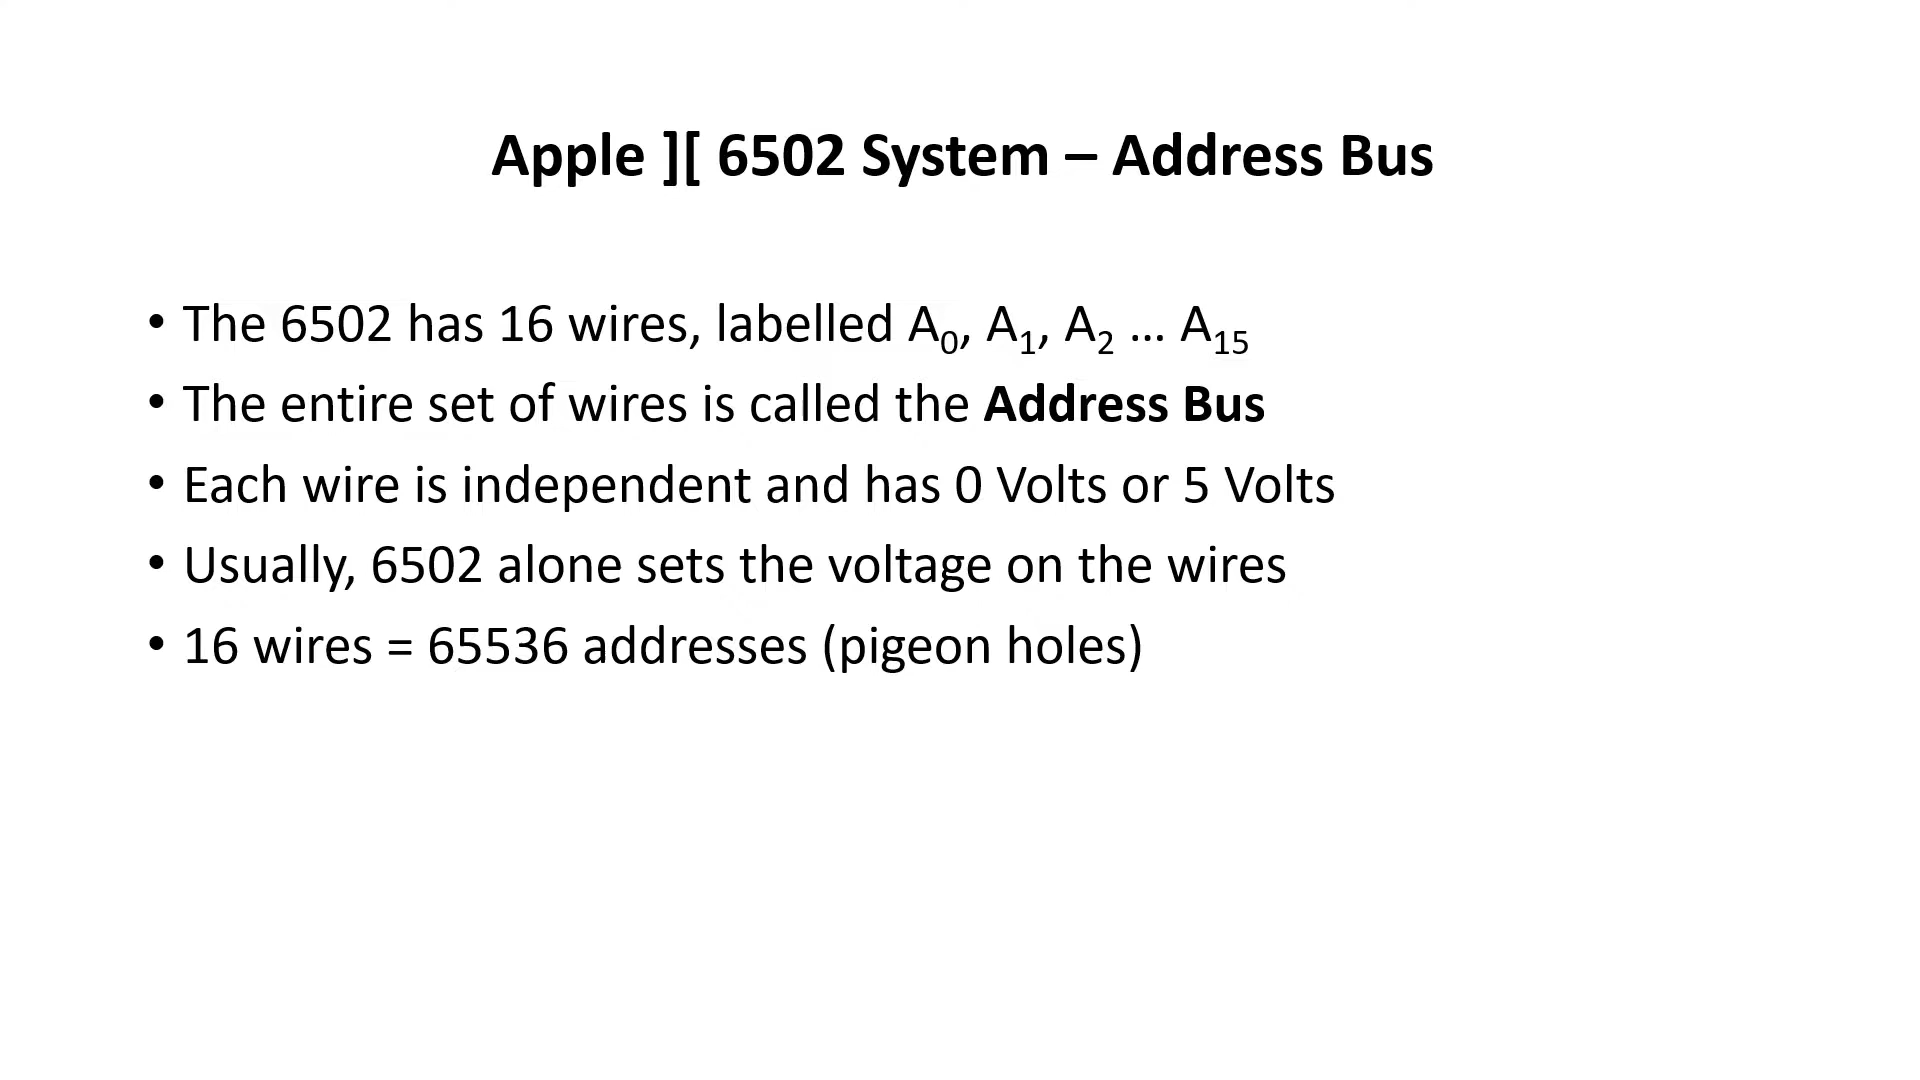 Apple ][ 6502 System – Address Bus
• The 6502 has 16 wires, labelled A₀, A₁, A₂ … A₁₅
• The entire set of wires is called the Address Bus
• Each wire is independent and has 0 Volts or 5 Volts
• Usually, 6502 alone sets the voltage on the wires
• 16 wires = 65536 addresses (pigeon holes)